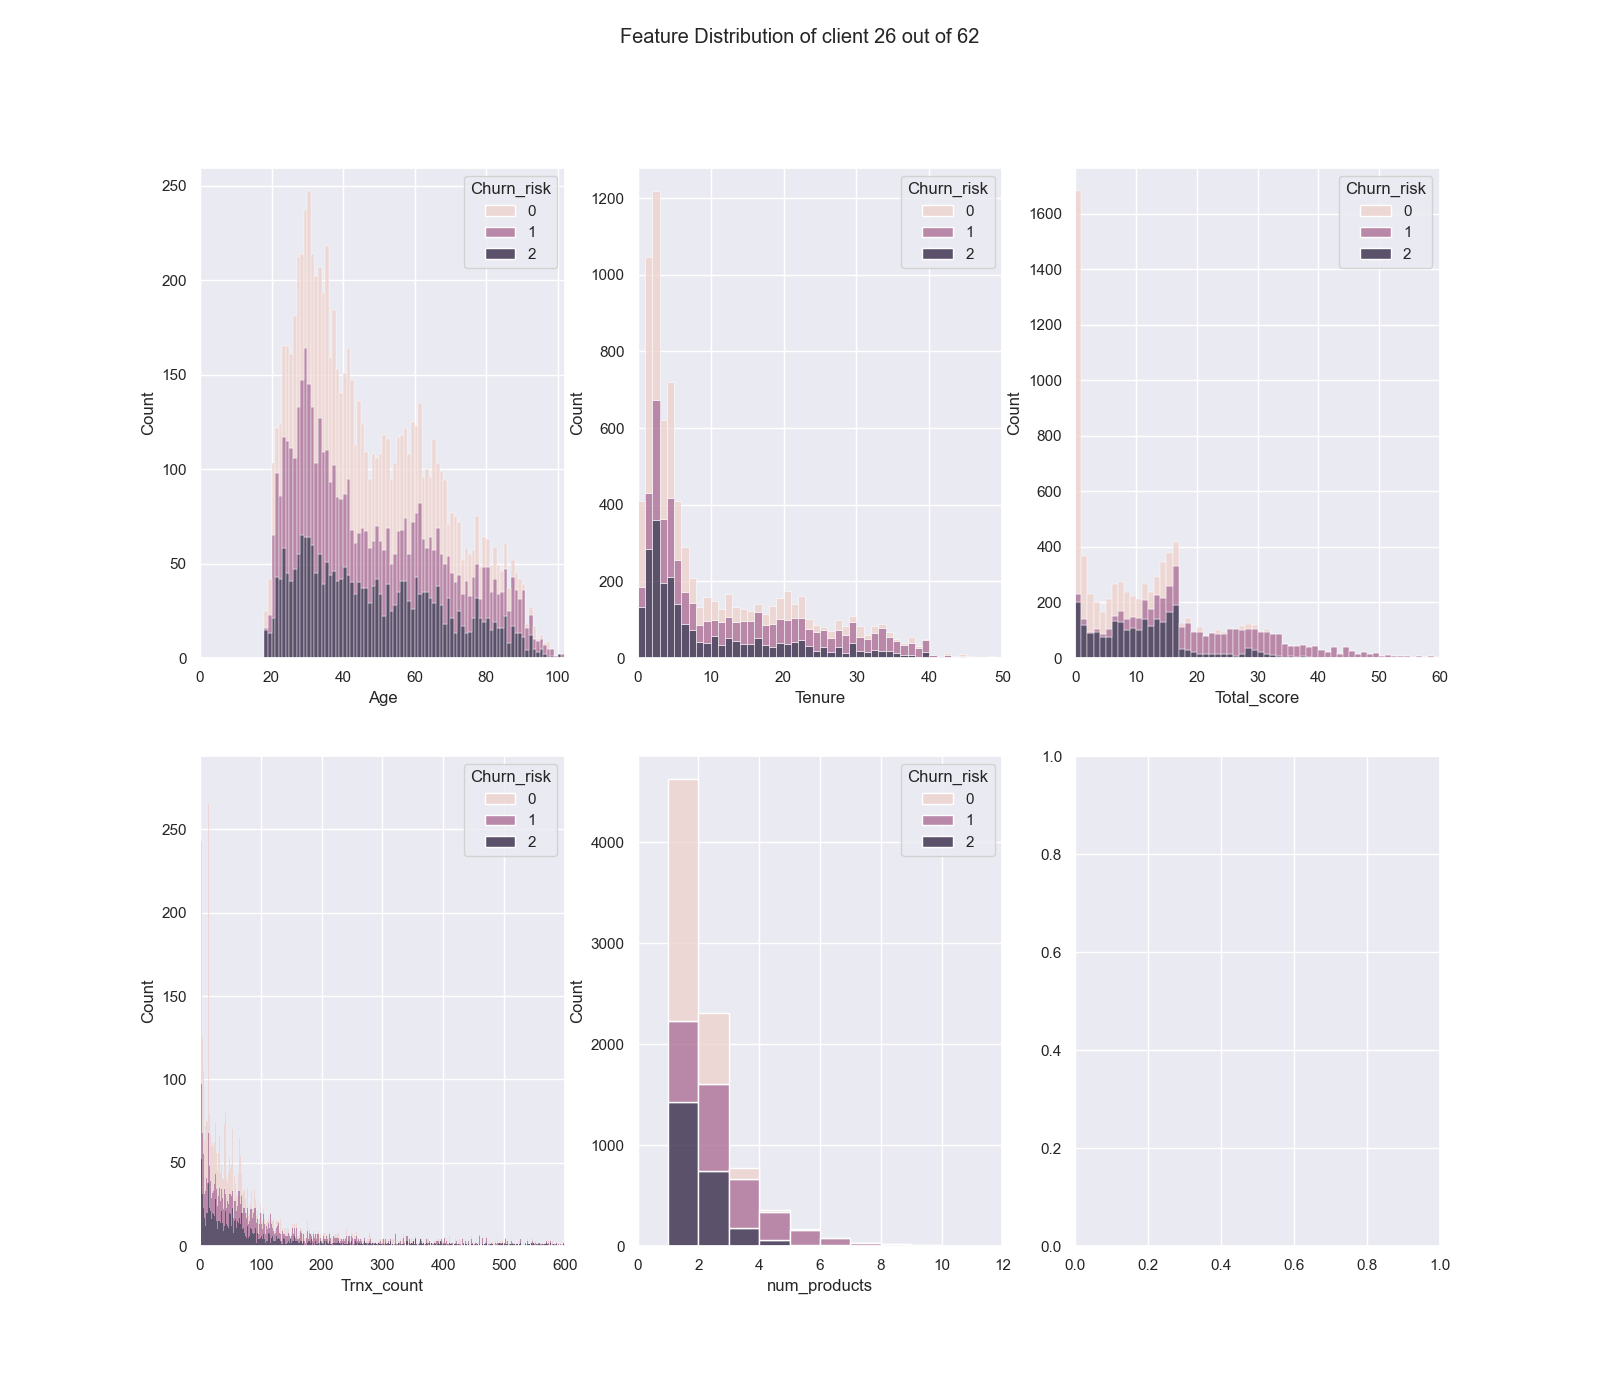 Feature Distribution of client 26 out of 62
250
200
150
100
50
0
Count
0 20 40 60 80 100
Age
Churn_risk
0
1
2
1200
1000
800
600
400
200
0
Count
0 10 20 30 40 50
Tenure
Churn_risk
0
1
2
1600
1400
1200
1000
800
600
400
200
0
Count
0 10 20 30 40 50 60
Total_score
Churn_risk
0
1
2
250
200
150
100
50
0
Count
0 100 200 300 400 500 600
Trnx_count
Churn_risk
0
1
2
4000
3000
2000
1000
0
Count
0 2 4 6 8 10 12
num_products
Churn_risk
0
1
2
1.0
0.8
0.6
0.4
0.2
0.0
0.0 0.2 0.4 0.6 0.8 1.0